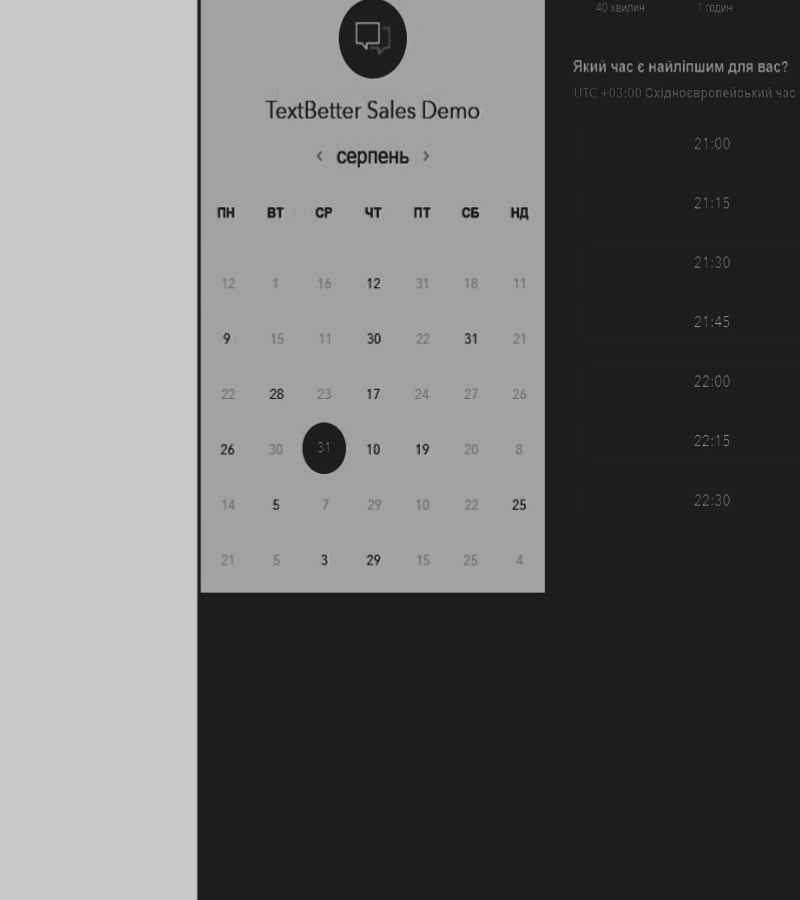 TextBetter Sales Demo
‹ серпень ›
ПН ВТ СР ЧТ ПТ СБ НД
12 1 16 12 31 18 11
9 15 11 30 22 31 21
22 28 23 17 24 27 26
26 30 31 10 19 20 8
14 5 7 29 10 22 25
21 5 3 29 15 25 4
40 хвилин 1 годин
Який час є найліпшим для вас?
UTC +03:00 Східноєвропейський час
21:00
21:15
21:30
21:45
22:00
22:15
22:30